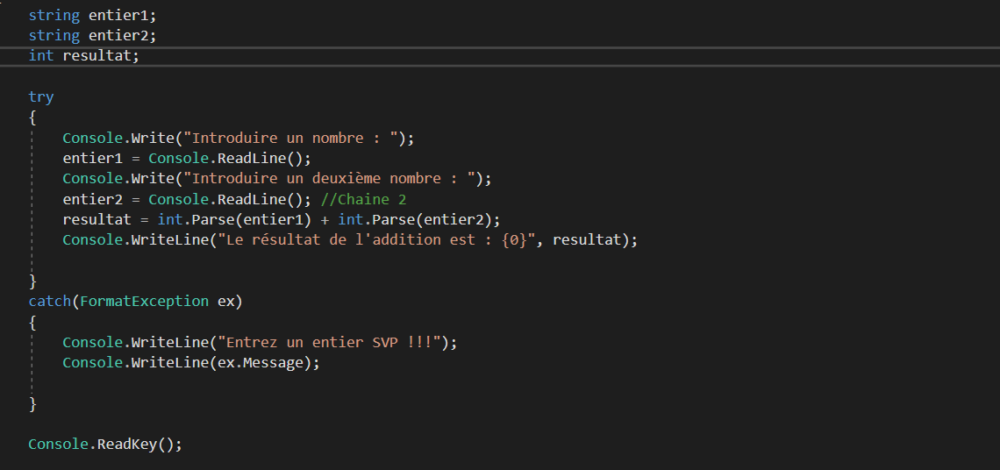 string entier1;
string entier2;
int resultat;
try
{
Console.Write("Introduire un nombre : ");
entier1 = Console.ReadLine();
Console.Write("Introduire un deuxième nombre : ");
entier2 = Console.ReadLine(); //Chaine 2
resultat = int.Parse(entier1) + int.Parse(entier2);
Console.WriteLine("Le résultat de l'addition est : {0}", resultat);
}
catch(FormatException ex)
{
Console.WriteLine("Entrez un entier SVP !!!");
Console.WriteLine(ex.Message);
}
Console.ReadKey();